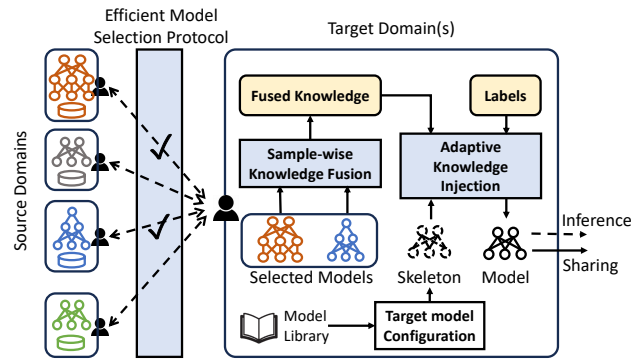 Efficient Model
Selection Protocol
Target Domain(s)
Source Domains
Fused Knowledge
Labels
Sample-wise
Knowledge Fusion
Adaptive
Knowledge
Injection
Selected Models
Skeleton
Model
Inference
Sharing
Model
Library
Target model
Configuration